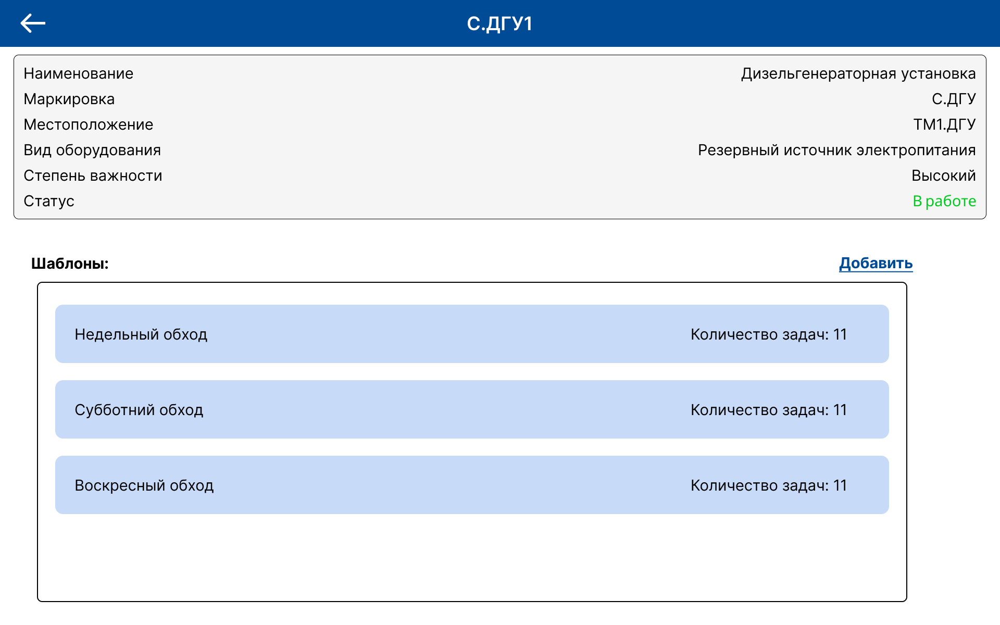 С.ДГУ1
Наименование Дизельгенераторная установка
Маркировка С.ДГУ
Местоположение ТМ1.ДГУ
Вид оборудования Резервный источник электропитания
Степень важности Высокий
Статус В работе
Шаблоны: Добавить
Недельный обход Количество задач: 11
Субботний обход Количество задач: 11
Воскресный обход Количество задач: 11